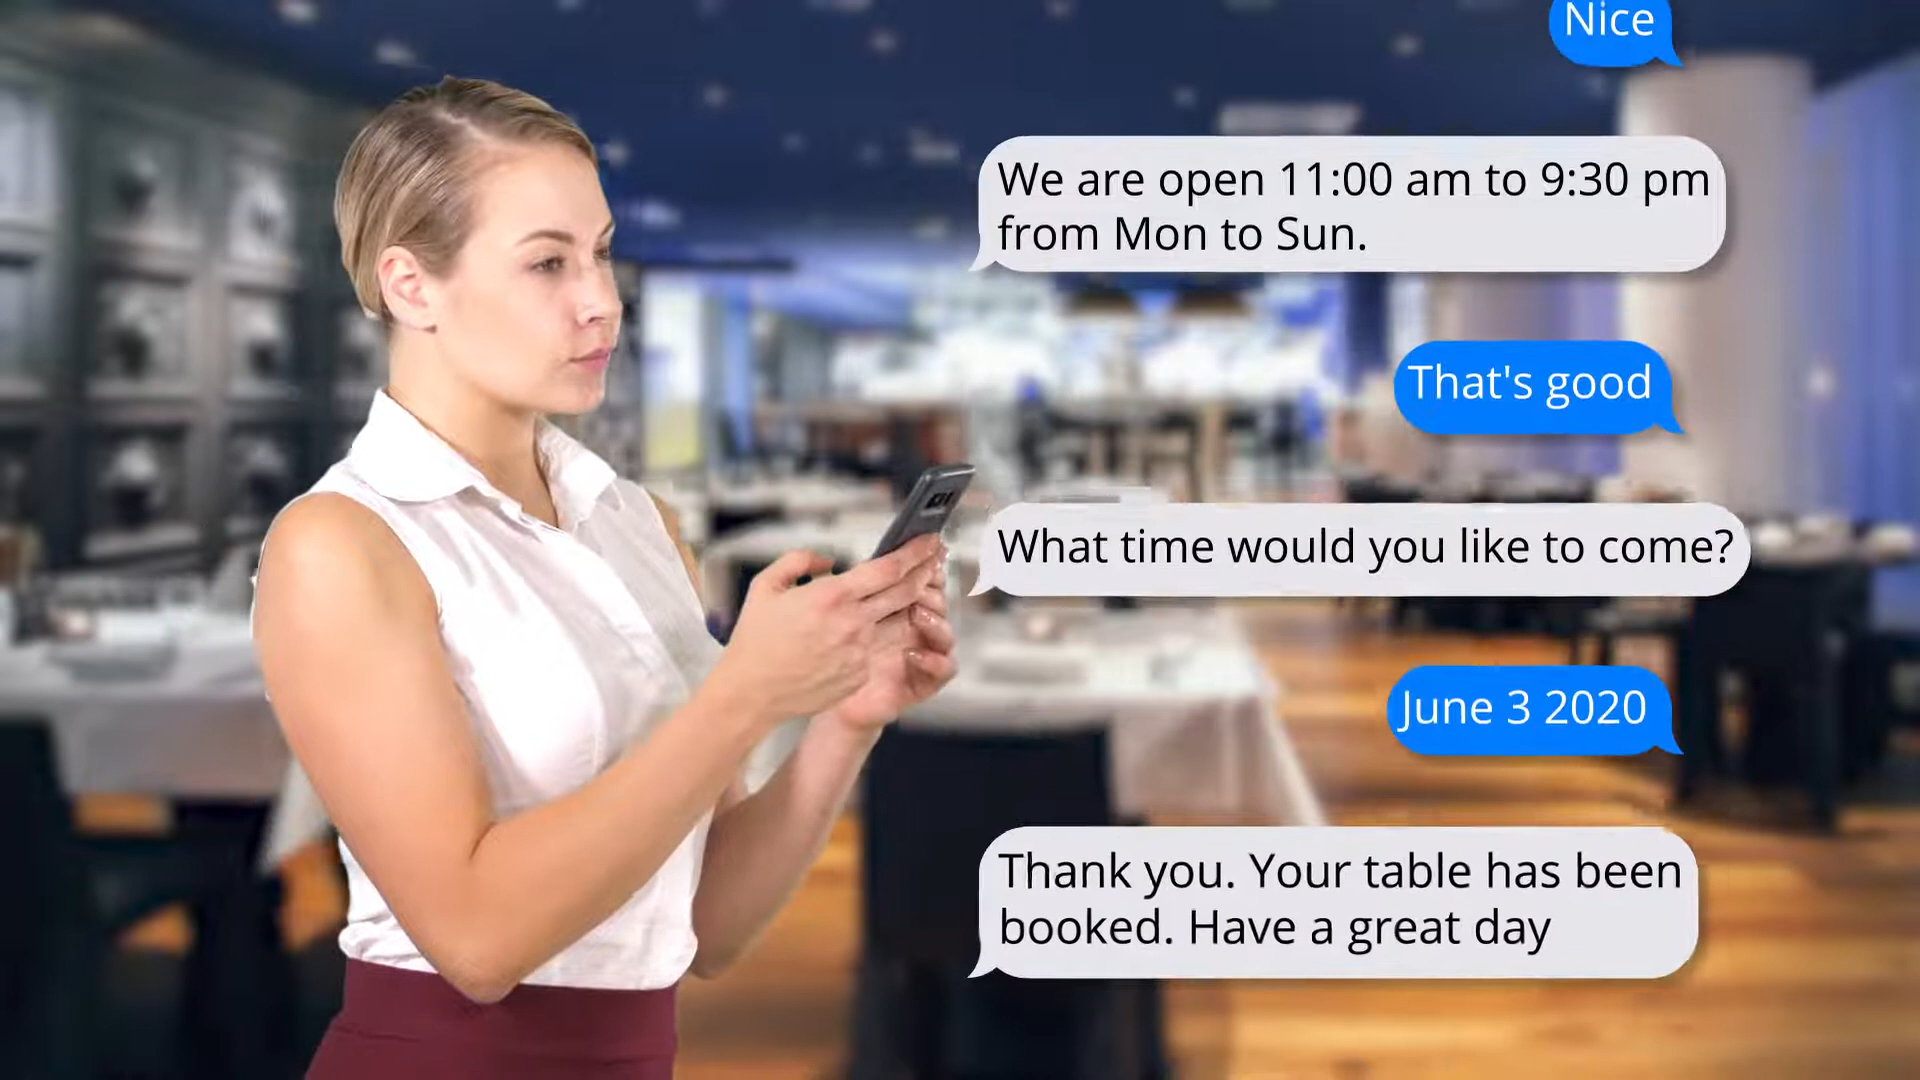 Nice
We are open 11:00 am to 9:30 pm
from Mon to Sun.
That's good
What time would you like to come?
June 3 2020
Thank you. Your table has been
booked. Have a great day